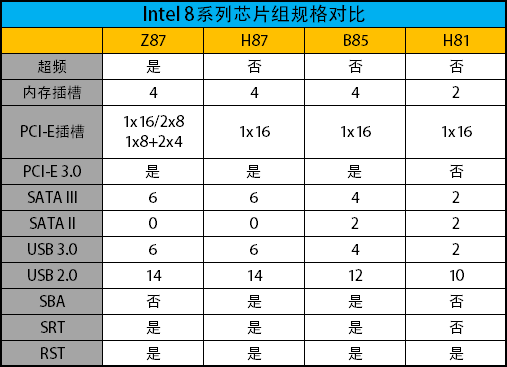 Intel 8系列芯片组规格对比
Z87 H87 B85 H81
超频 是 否 否 否
内存插槽 4 4 4 2
PCI-E插槽 1x16/2x8 1x16 1x16 1x16
1x8+2x4
PCI-E 3.0 是 是 是 否
SATA III 6 6 4 2
SATA II 0 0 2 2
USB 3.0 6 6 4 2
USB 2.0 14 14 12 10
SBA 否 是 是 否
SRT 是 是 否 否
RST 是 是 是 是